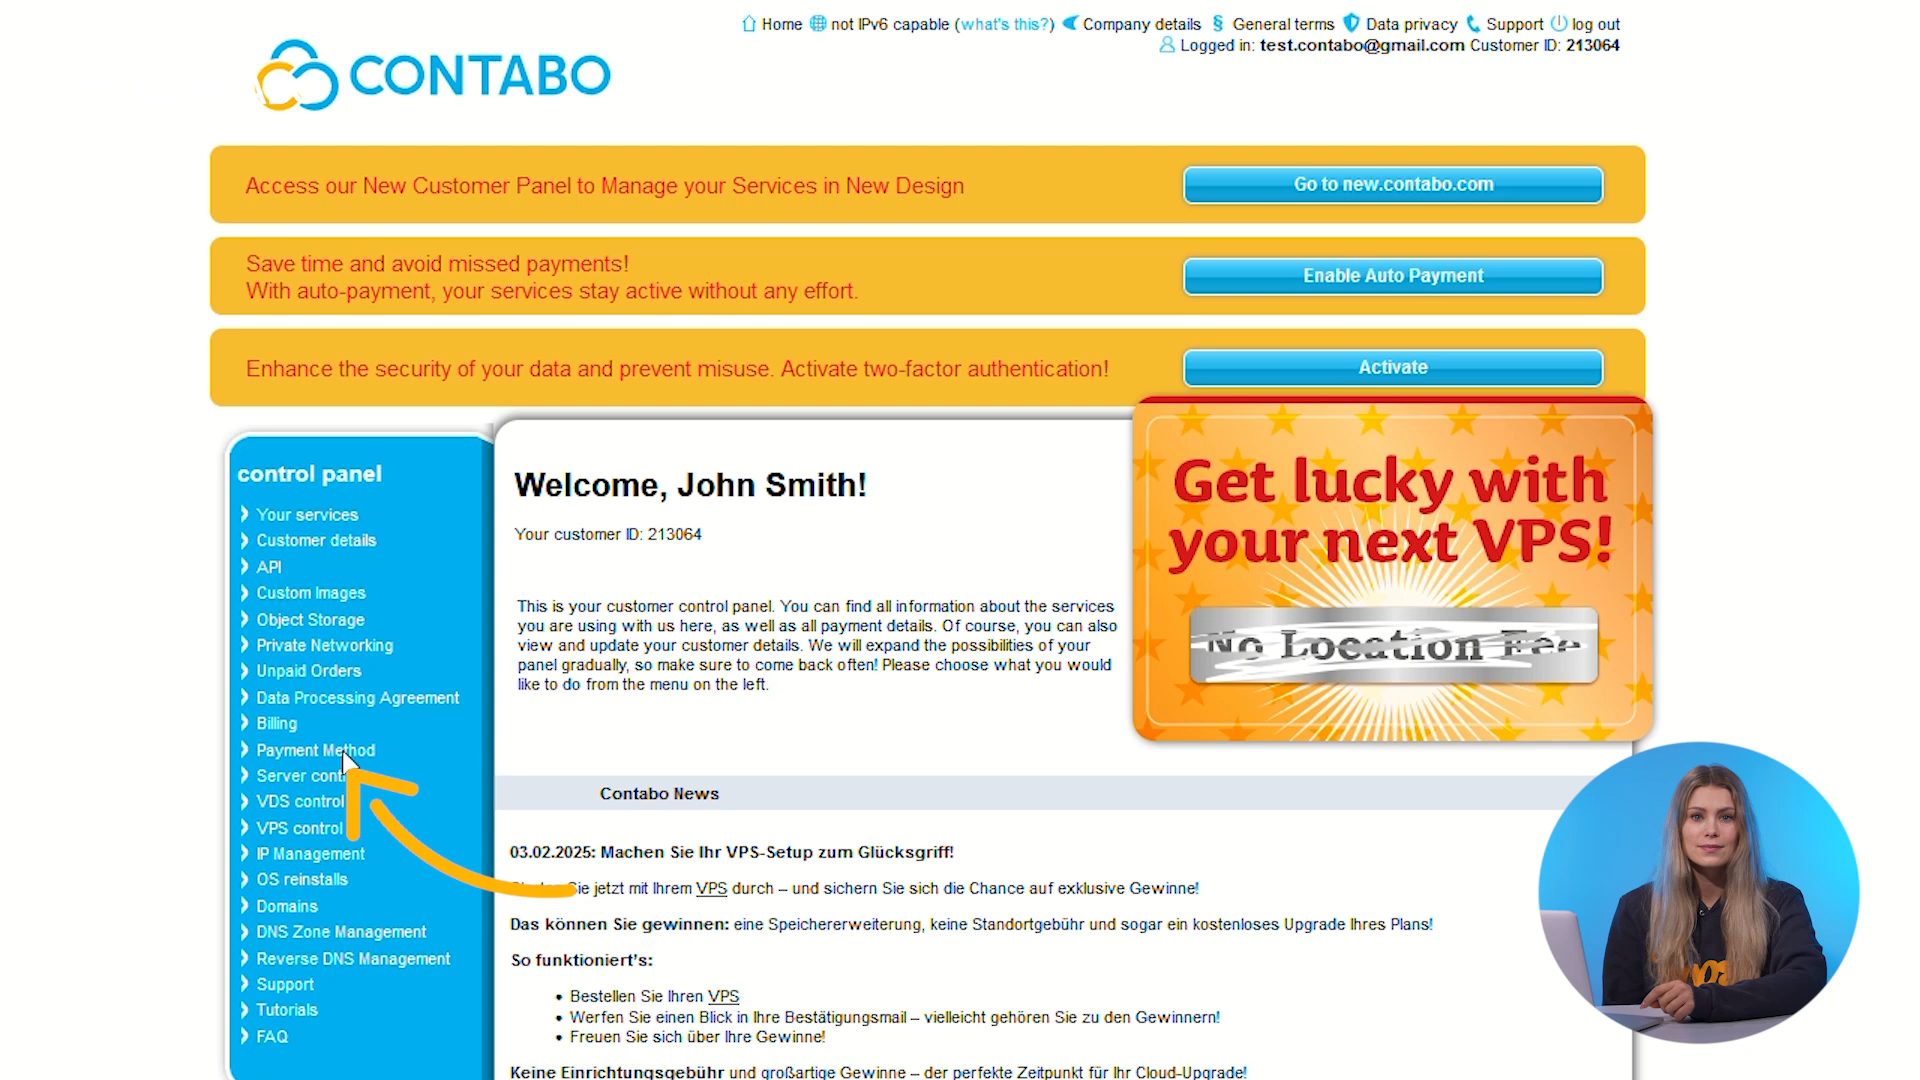 Home not IPv6 capable (what's this?) Company details § General terms Data privacy Support log out
Logged in: test.contabo@gmail.com Customer ID: 213064
CONTABO
Access our New Customer Panel to Manage your Services in New Design
Go to new.contabo.com
Save time and avoid missed payments!
With auto-payment, your services stay active without any effort.
Enable Auto Payment
Enhance the security of your data and prevent misuse. Activate two-factor authentication!
Activate
control panel
Your services
Customer details
API
Custom Images
Object Storage
Private Networking
Unpaid Orders
Data Processing Agreement
Billing
Payment Method
Server
VDS control
VPS control
IP Management
OS reinstalls
Domains
DNS Zone Management
Reverse DNS Management
Support
Tutorials
FAQ
Welcome, John Smith!
Your customer ID: 213064
This is your customer control panel. You can find all information about the services
you are using with us here, as well as all payment details. Of course, you can also
view and update your customer details. We will expand the possibilities of your
panel gradually, so make sure to come back often! Please choose what you would
like to do from the menu on the left.
Get lucky with
your next VPS!
No Location Fee
Contabo News
03.02.2025: Machen Sie Ihr VPS-Setup zum Glücksgriff!
Sie jetzt mit Ihrem VPS durch – und sichern Sie sich die Chance auf exklusive Gewinne!
Das können Sie gewinnen: eine Speichererweiterung, keine Standortgebühr und sogar ein kostenloses Upgrade Ihres Plans!
So funktioniert's:
Bestellen Sie Ihren VPS
Werfen Sie einen Blick in Ihre Bestätigungsmail – vielleicht gehören Sie zu den Gewinnern!
Freuen Sie sich über Ihre Gewinne!
Keine Einrichtungsgebühr und großartige Gewinne – der perfekte Zeitpunkt für Ihr Cloud-Upgrade!